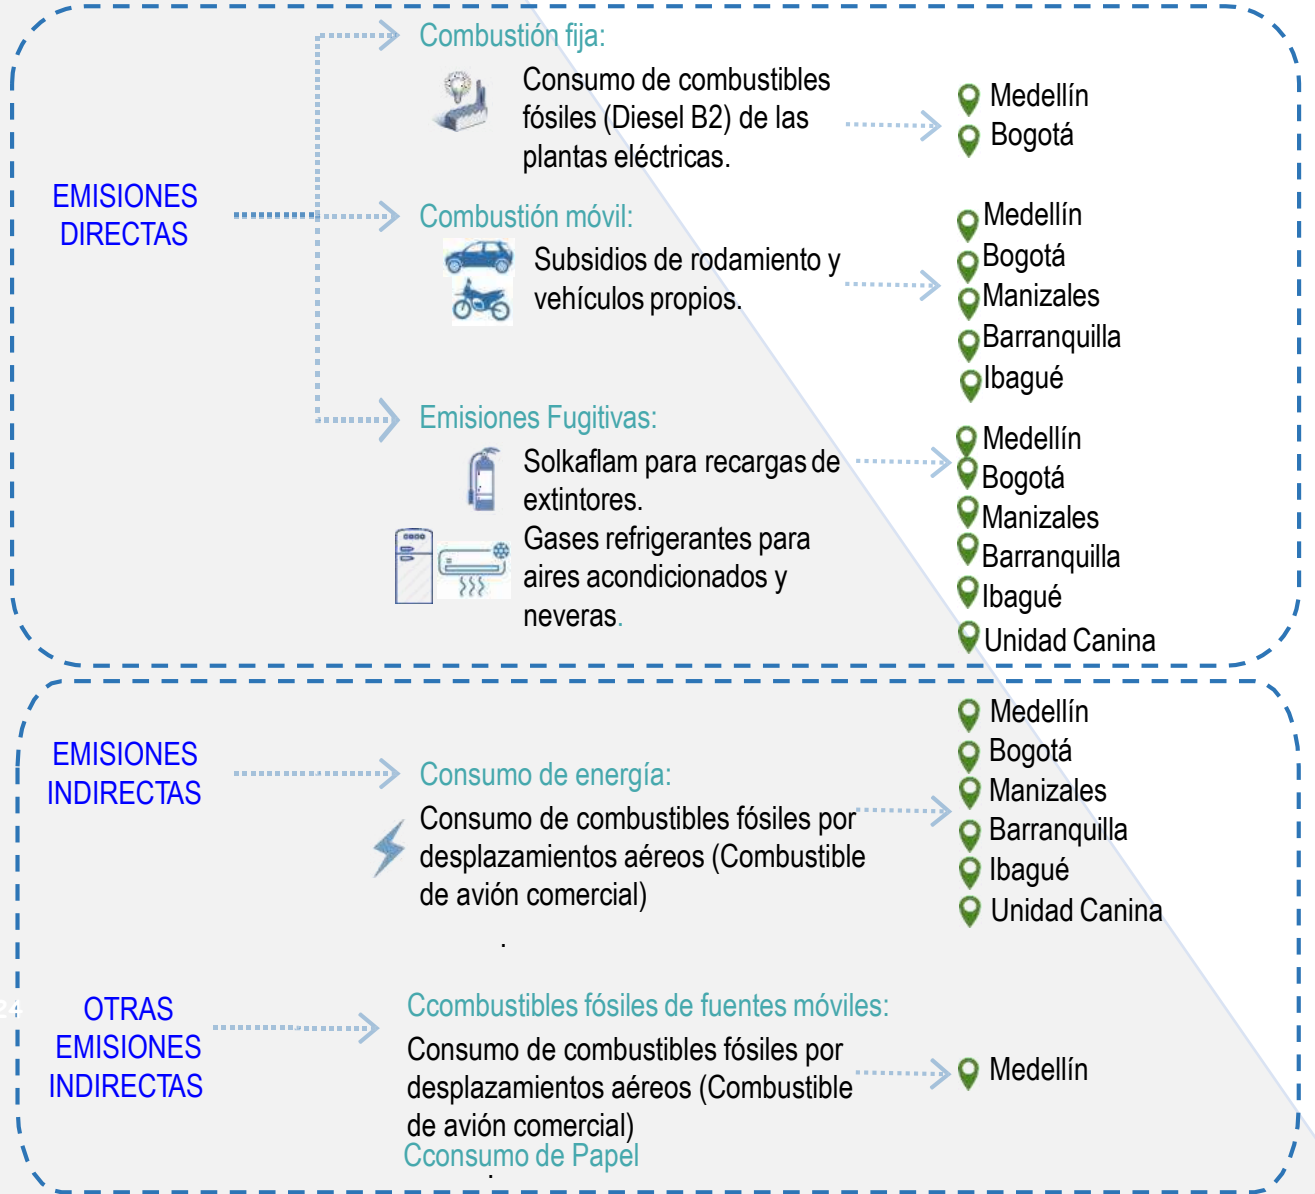 Combustión fija:
Consumo de combustibles
fósiles (Diesel B2) de las
plantas eléctricas.
Medellín
Bogotá
EMISIONES
DIRECTAS
Combustión móvil:
Subsidios de rodamiento y
vehículos propios.
Medellín
Bogotá
Manizales
Barranquilla
Ibagué
Emisiones Fugitivas:
Solkaflam para recargas de
extintores.
Gases refrigerantes para
aires acondicionados y
neveras.
Medellín
Bogotá
Manizales
Barranquilla
Ibagué
Unidad Canina
EMISIONES
INDIRECTAS
Consumo de energía:
Consumo de combustibles fósiles por
desplazamientos aéreos (Combustible
de avión comercial)
.
Medellín
Bogotá
Manizales
Barranquilla
Ibagué
Unidad Canina
24
OTRAS
EMISIONES
INDIRECTAS
Ccombustibles fósiles de fuentes móviles:
Consumo de combustibles fósiles por
desplazamientos aéreos (Combustible
de avión comercial)
Cconsumo de Papel
.
Medellín